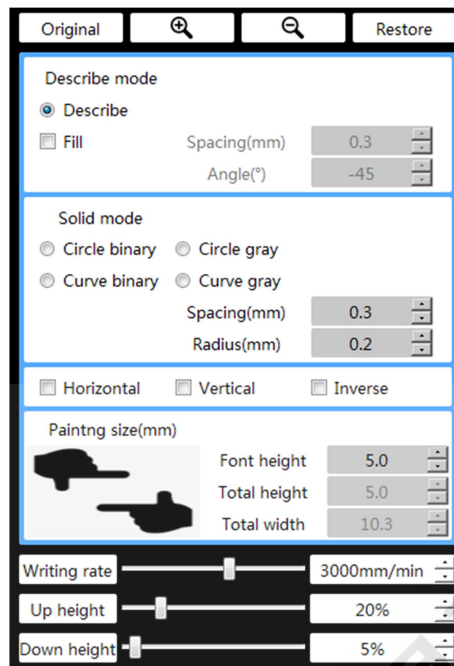 Original Restore
Describe mode
Describe
Fill Spacing(mm) 0.3
Angle(°) -45
Solid mode
Circle binary Circle gray
Curve binary Curve gray
Spacing(mm) 0.3
Radius(mm) 0.2
Horizontal Vertical Inverse
Paintng size(mm)
Font height 5.0
Total height 5.0
Total width 10.3
Writing rate 3000mm/min
Up height 20%
Down height 5%